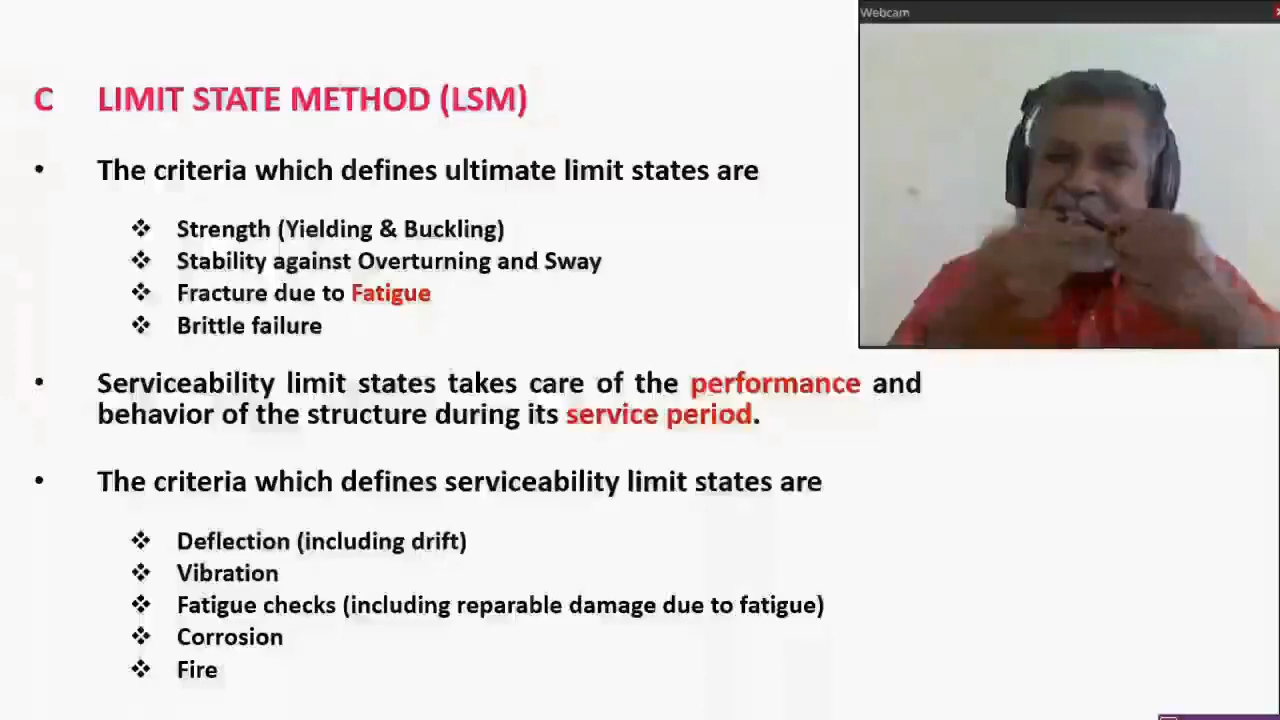 Webcam
C LIMIT STATE METHOD (LSM)
• The criteria which defines ultimate limit states are
❖ Strength (Yielding & Buckling)
❖ Stability against Overturning and Sway
❖ Fracture due to Fatigue
❖ Brittle failure
• Serviceability limit states takes care of the performance and
behavior of the structure during its service period.
• The criteria which defines serviceability limit states are
❖ Deflection (including drift)
❖ Vibration
❖ Fatigue checks (including reparable damage due to fatigue)
❖ Corrosion
❖ Fire